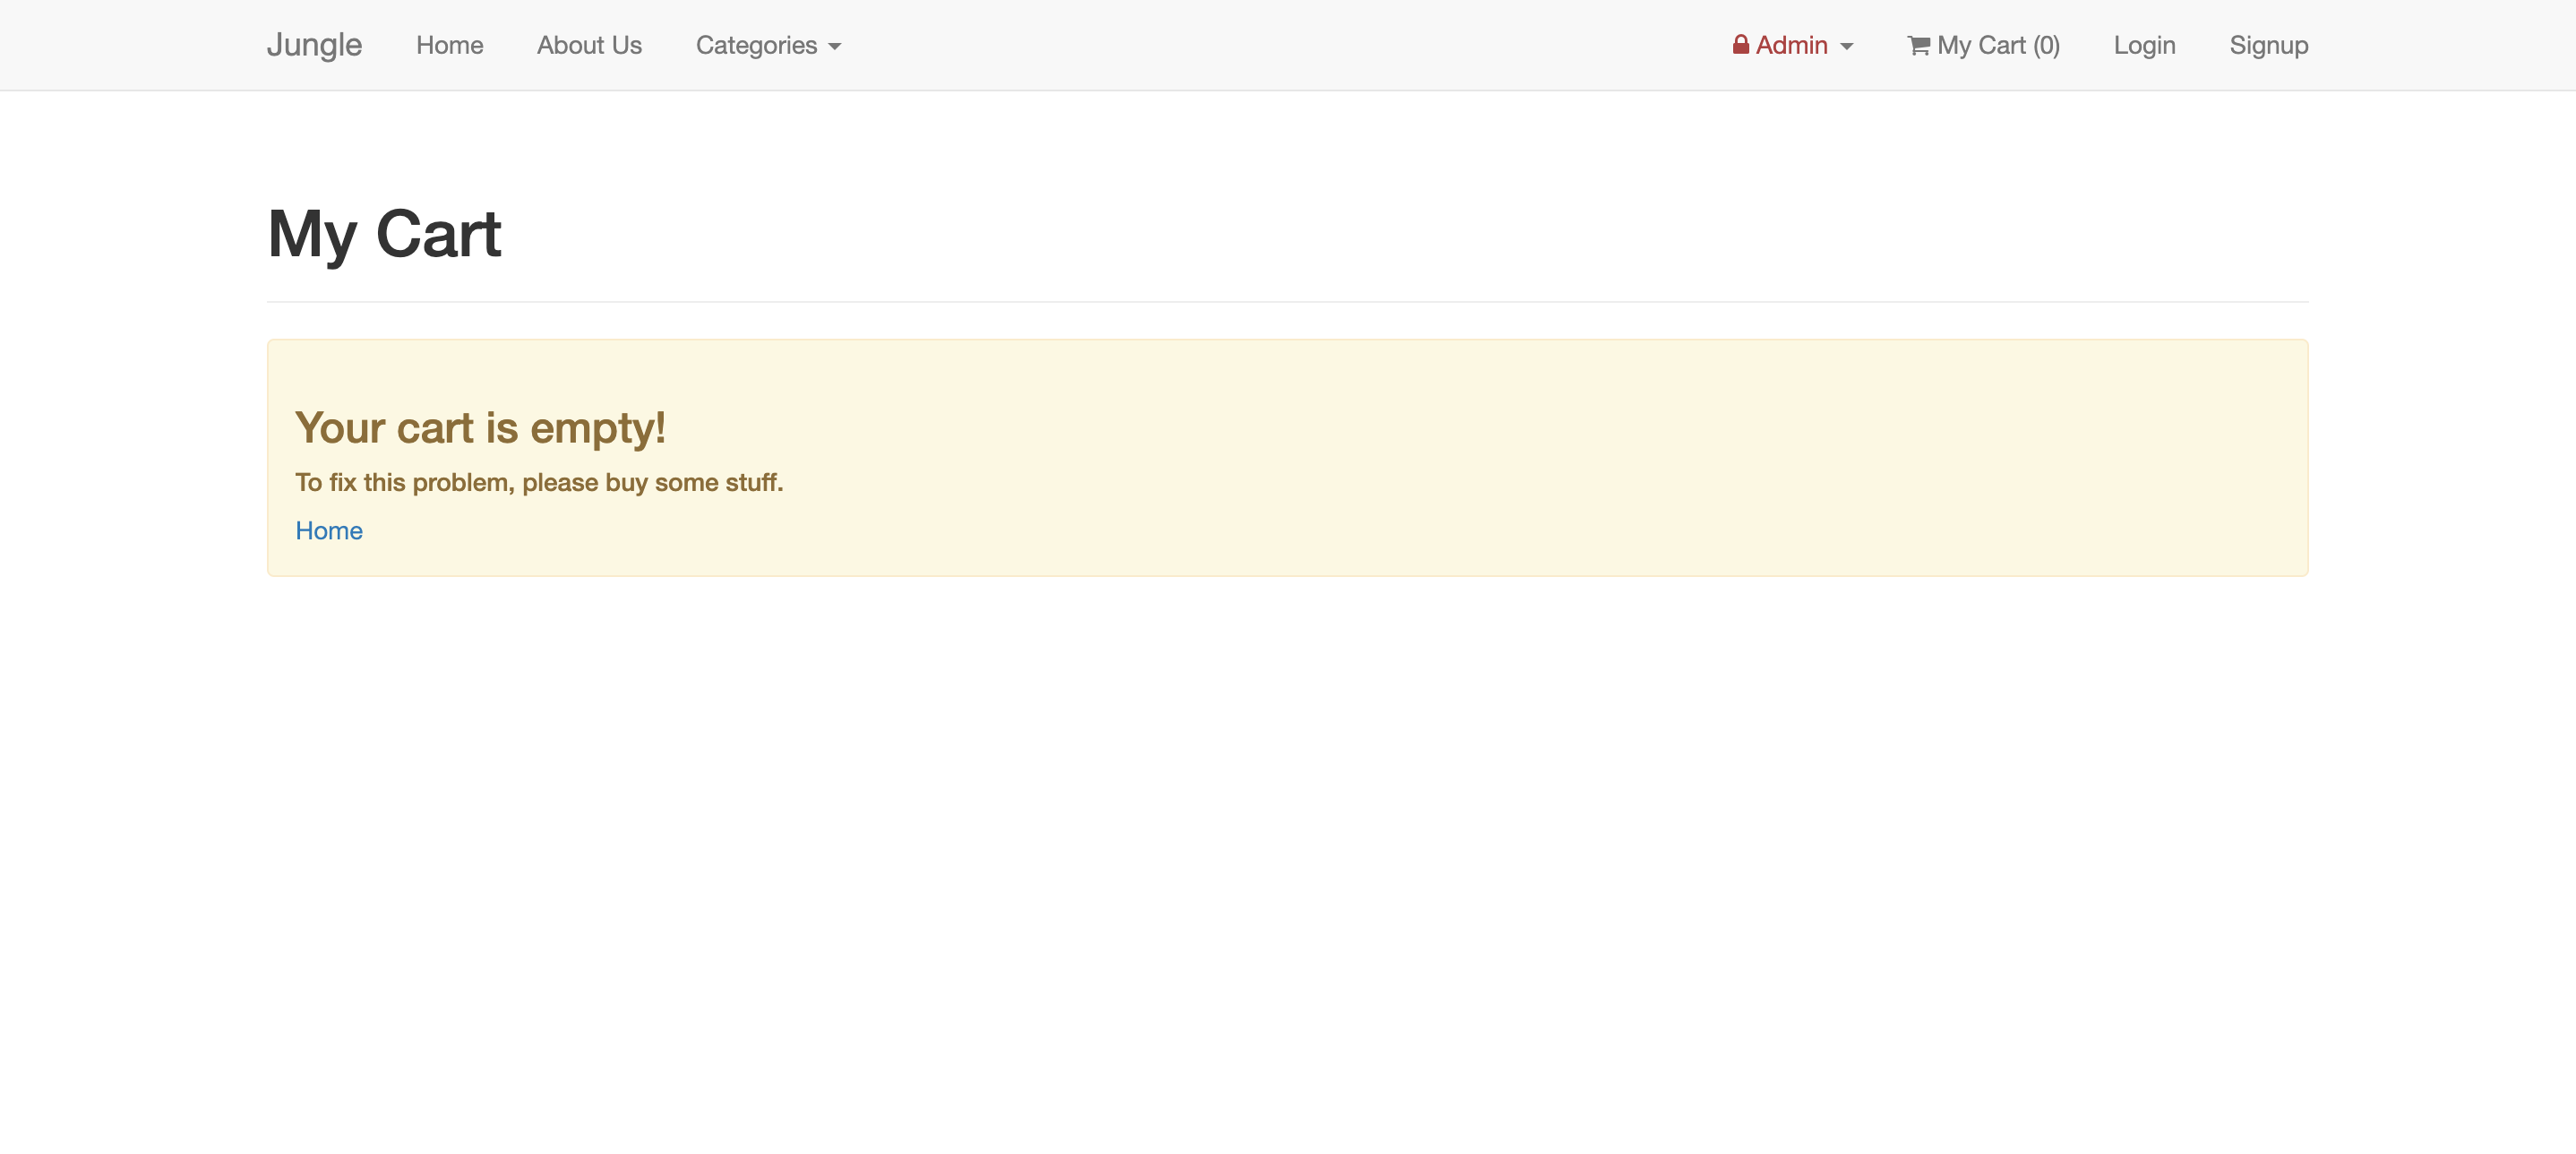 Jungle Home About Us Categories Admin My Cart (0) Login Signup
My Cart
Your cart is empty!
To fix this problem, please buy some stuff.
Home